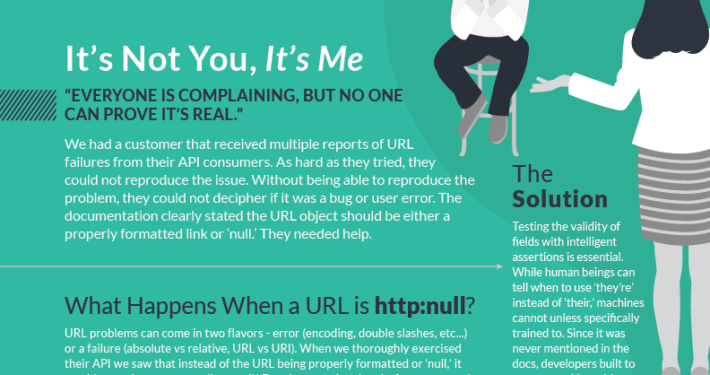 It's Not You, It's Me
"EVERYONE IS COMPLAINING, BUT NO ONE
CAN PROVE IT'S REAL."
We had a customer that received multiple reports of URL
failures from their API consumers. As hard as they tried, they
could not reproduce the issue. Without being able to reproduce the
problem, they could not decipher if it was a bug or user error. The
documentation clearly stated the URL object should be either a
properly formatted link or 'null.' They needed help.
What Happens When a URL is http:null?
URL problems can come in two flavors - error (encoding, double slashes, etc...)
or a failure (absolute vs relative, URL vs URI). When we thoroughly exercised
their API we saw that instead of the URL being properly formatted or 'null,' it
The
Solution
Testing the validity of
fields with intelligent
assertions is essential.
While human beings can
tell when to use 'they're'
instead of 'their,' machines
cannot unless specifically
trained to. Since it was
never mentioned in the
docs, developers built to